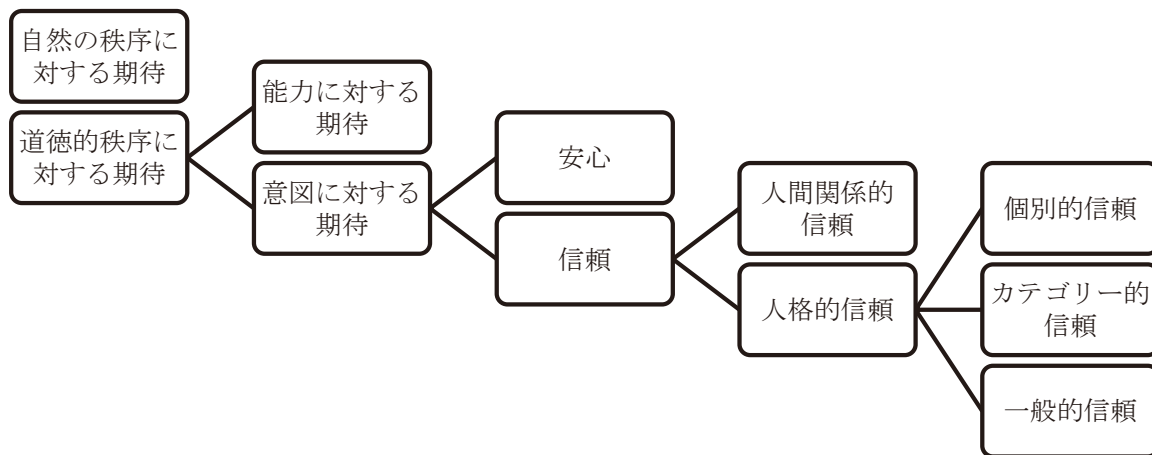 自然の秩序に
対する期待
道徳的秩序に
対する期待
能力に対する
期待
意図に対する
期待
安心
信頼
人間関係的
信頼
人格的信頼
個別的信頼
カテゴリー的
信頼
一般的信頼